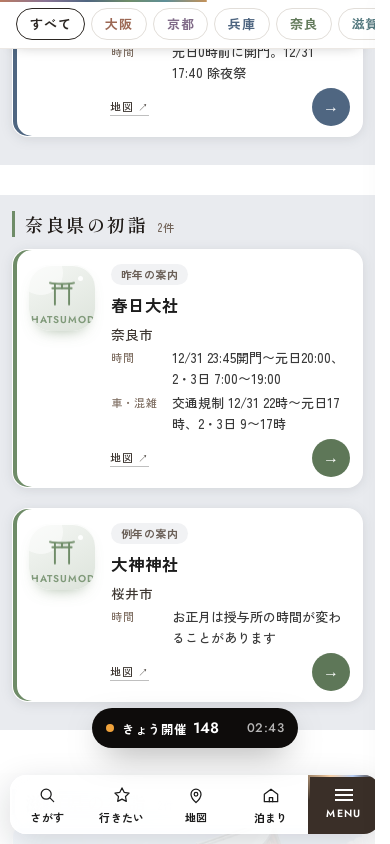 すべて
大阪
京都
兵庫
奈良
滋賀
時間
元日0時前に開門。12/31
17:40 除夜祭
地図 ↗
→
奈良県の初詣 2件
昨年の案内
HATSUMOD
春日大社
奈良市
時間
12/31 23:45開門〜元日20:00、
2・3日 7:00〜19:00
車・混雑
交通規制 12/31 22時〜元日17
時、2・3日 9〜17時
地図 ↗
→
例年の案内
HATSUMOD
大神神社
桜井市
時間
お正月は授与所の時間が変わ
ることがあります
地図 ↗
→
きょう開催 148 02:43
さがす
行きたい
地図
泊まり
MENU